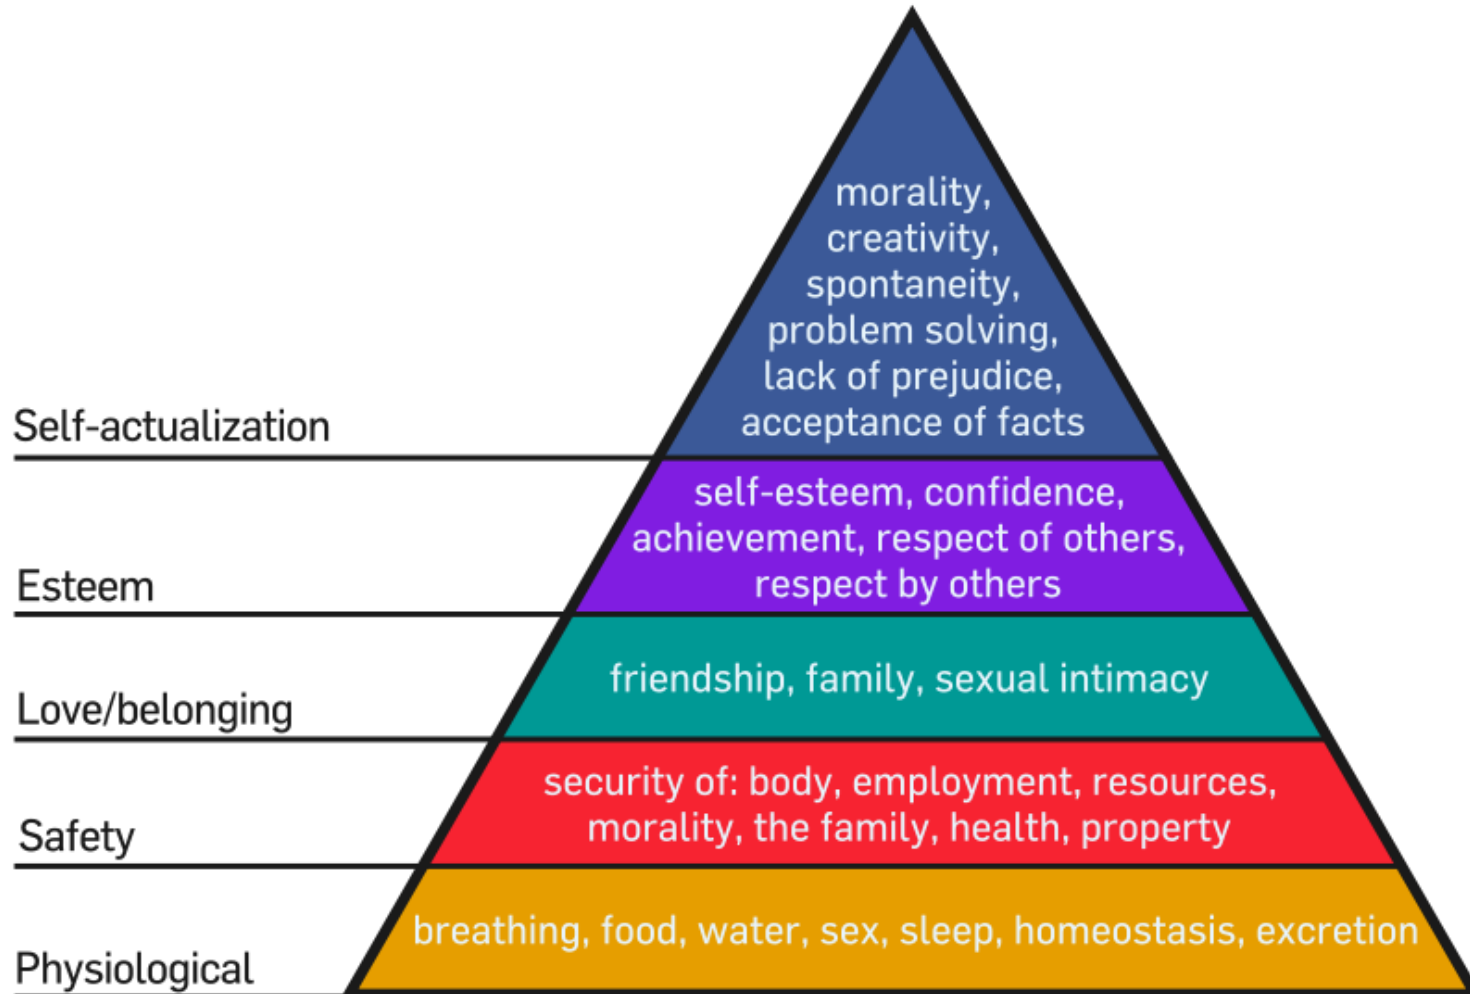 morality,
creativity,
spontaneity,
problem solving,
lack of prejudice,
acceptance of facts
Self-actualization
self-esteem, confidence,
achievement, respect of others,
respect by others
Esteem
friendship, family, sexual intimacy
Love/belonging
security of: body, employment, resources,
morality, the family, health, property
Safety
breathing, food, water, sex, sleep, homeostasis, excretion
Physiological